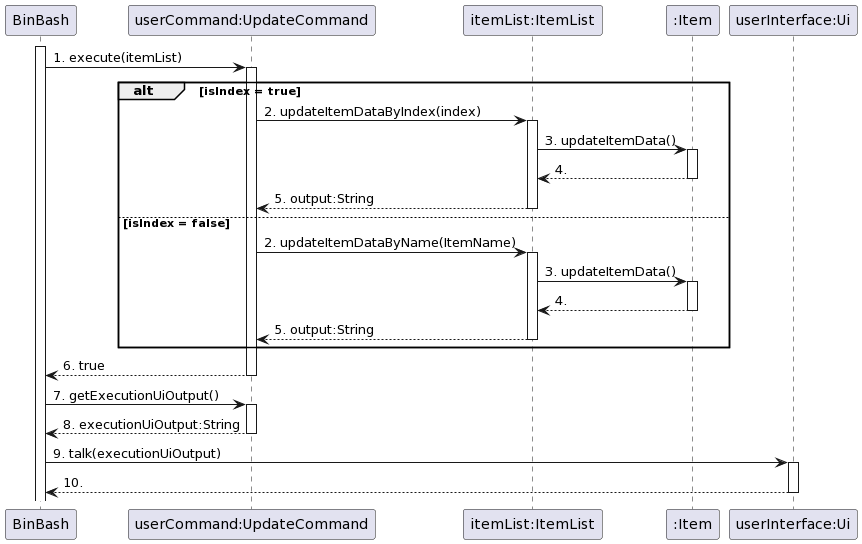 BinBash
userCommand:UpdateCommand
itemList:ItemList
:Item
userInterface:Ui
1. execute(itemList)
alt
[isIndex = true]
2. updateItemDataByIndex(index)
3. updateItemData()
4.
5. output:String
[isIndex = false]
2. updateItemDataByName(ItemName)
3. updateItemData()
4.
5. output:String
6. true
7. getExecutionUiOutput()
8. executionUiOutput:String
9. talk(executionUiOutput)
10.
BinBash
userCommand:UpdateCommand
itemList:ItemList
:Item
userInterface:Ui